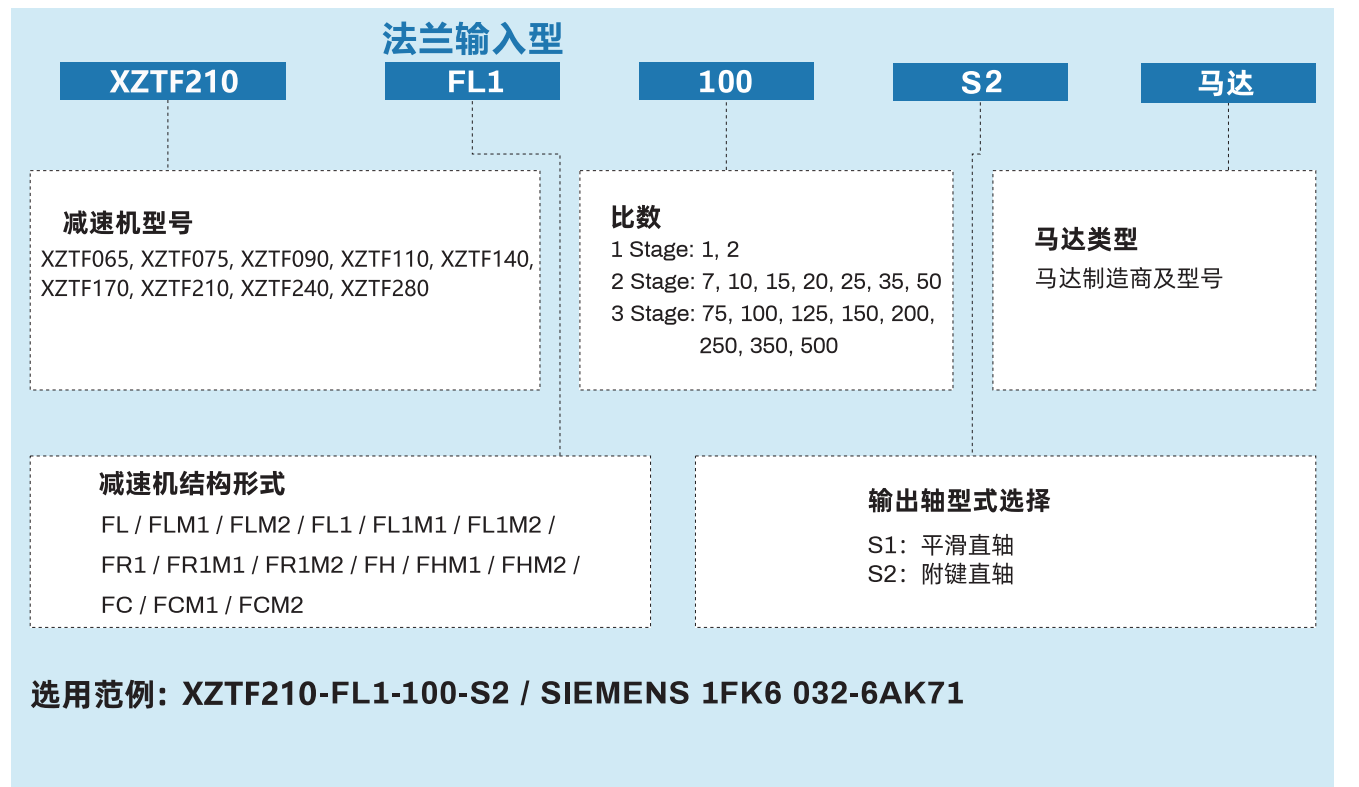 法兰输入型
XZTF210
FL1
100
S2
马达
减速机型号
XZTF065, XZTF075, XZTF090, XZTF110, XZTF140,
XZTF170, XZTF210, XZTF240, XZTF280
比数
1 Stage: 1, 2
2 Stage: 7, 10, 15, 20, 25, 35, 50
3 Stage: 75, 100, 125, 150, 200,
250, 350, 500
马达类型
马达制造商及型号
减速机结构形式
FL / FLM1 / FLM2 / FL1 / FL1M1 / FL1M2 /
FR1 / FR1M1 / FR1M2 / FH / FHM1 / FHM2 /
FC / FCM1 / FCM2
输出轴型式选择
S1：平滑直轴
S2：附键直轴
选用范例：XZTF210-FL1-100-S2 / SIEMENS 1FK6 032-6AK71